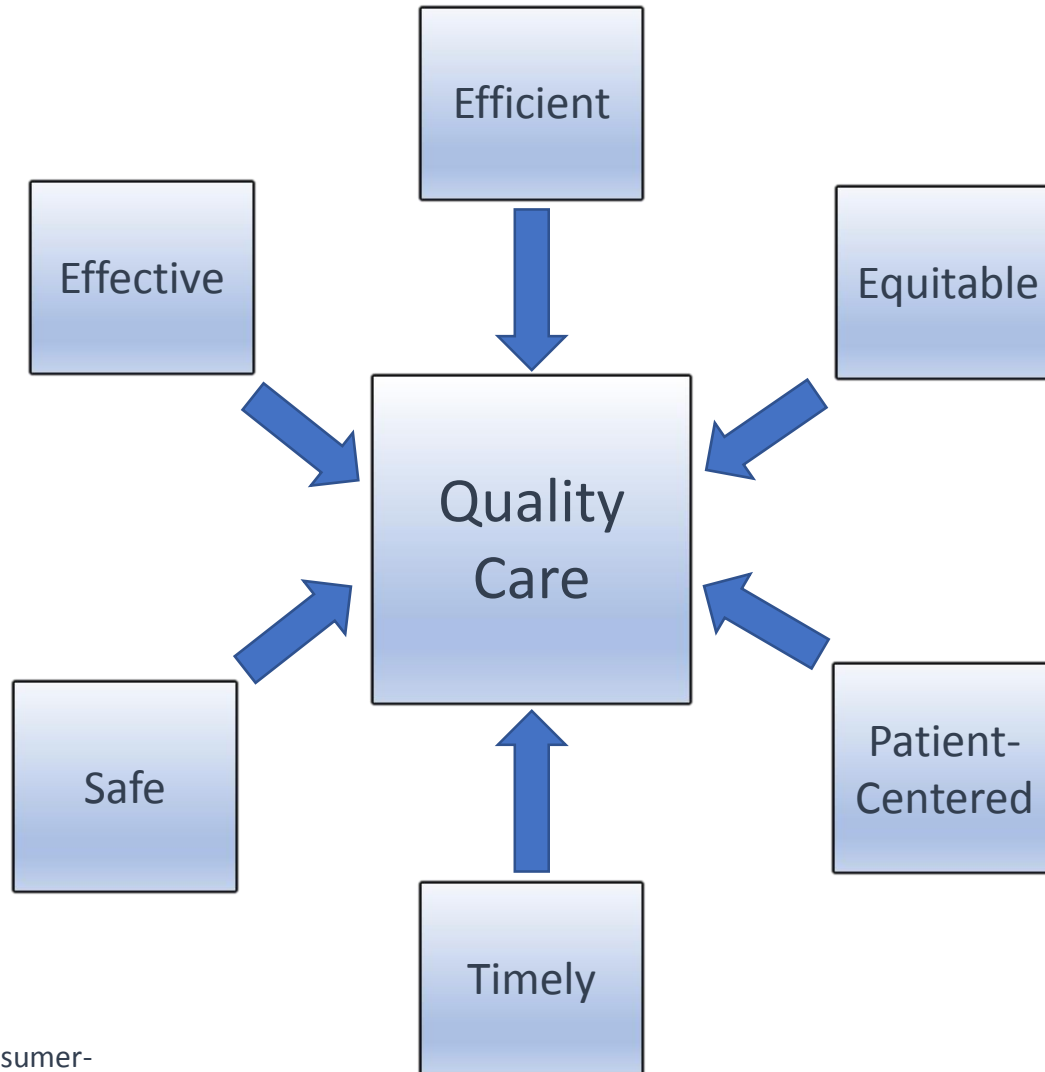 Efficient
Effective
Equitable
Quality
Care
Safe
Patient-
Centered
Timely
sumer-